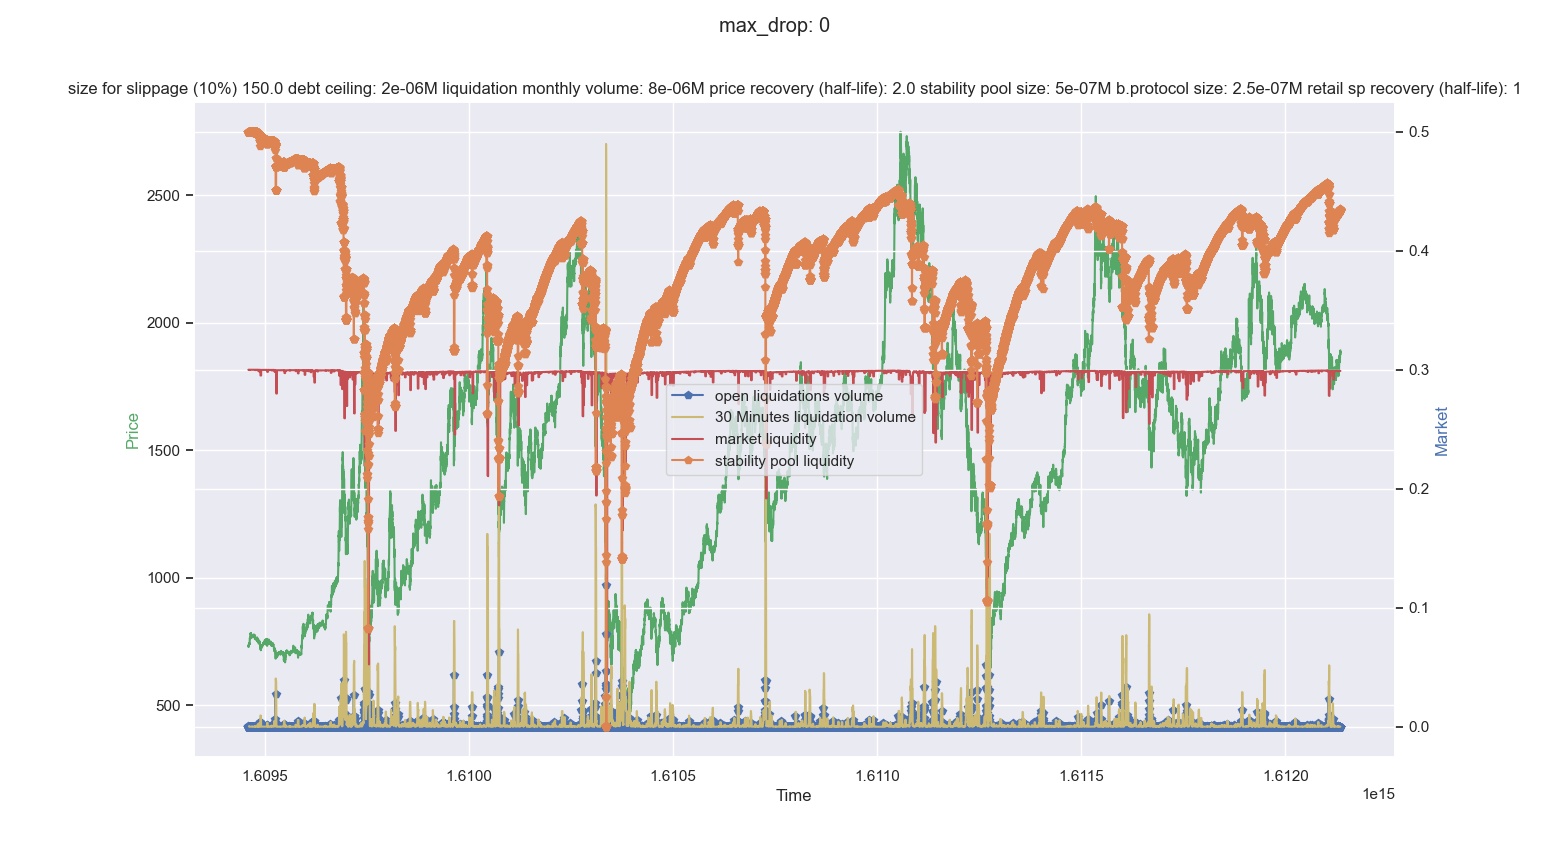 max_drop: 0
size for slippage (10%) 150.0 debt ceiling: 2e-06M liquidation monthly volume: 8e-06M price recovery (half-life): 2.0 stability pool size: 5e-07M b.protocol size: 2.5e-07M retail sp recovery (half-life): 1
2500
2000
1500
1000
500
Price
0.5
0.4
0.3
0.2
0.1
0.0
Market
open liquidations volume
30 Minutes liquidation volume
market liquidity
stability pool liquidity
1.6095 1.6100 1.6105 1.6110 1.6115 1.6120
Time
1e15